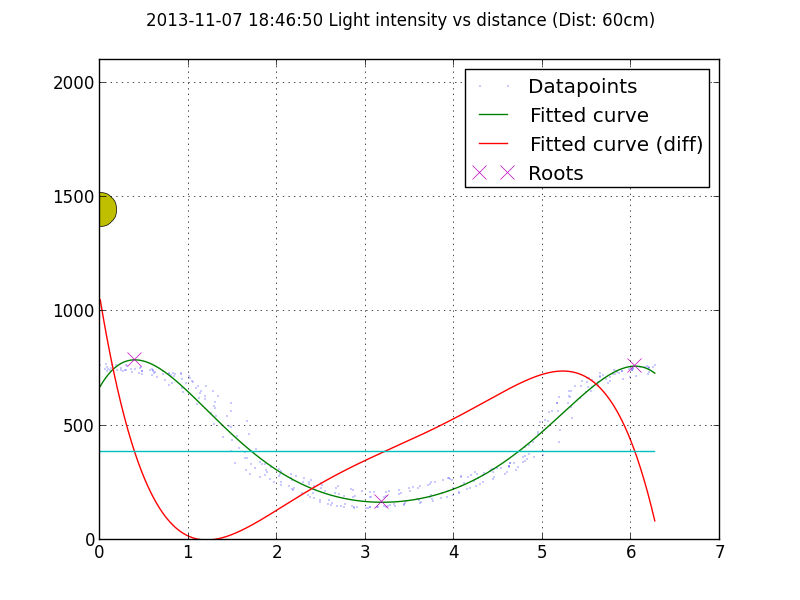 2013-11-07 18:46:50 Light intensity vs distance (Dist: 60cm)
2000
1500
1000
500
0
Datapoints
Fitted curve
Fitted curve (diff)
Roots
0 1 2 3 4 5 6 7